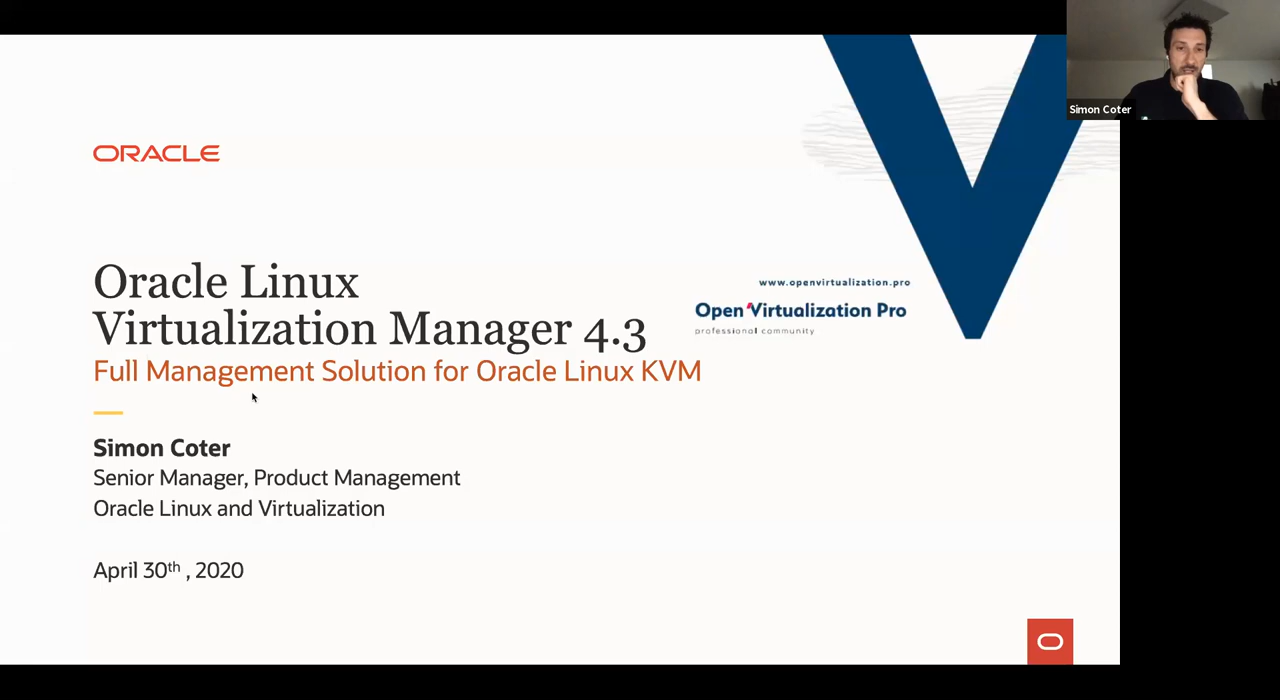 Simon Coter
ORACLE
www.openvirtualization.pro
Open Virtualization Pro
professional community
Oracle Linux
Virtualization Manager 4.3
Full Management Solution for Oracle Linux KVM
Simon Coter
Senior Manager, Product Management
Oracle Linux and Virtualization
April 30th , 2020